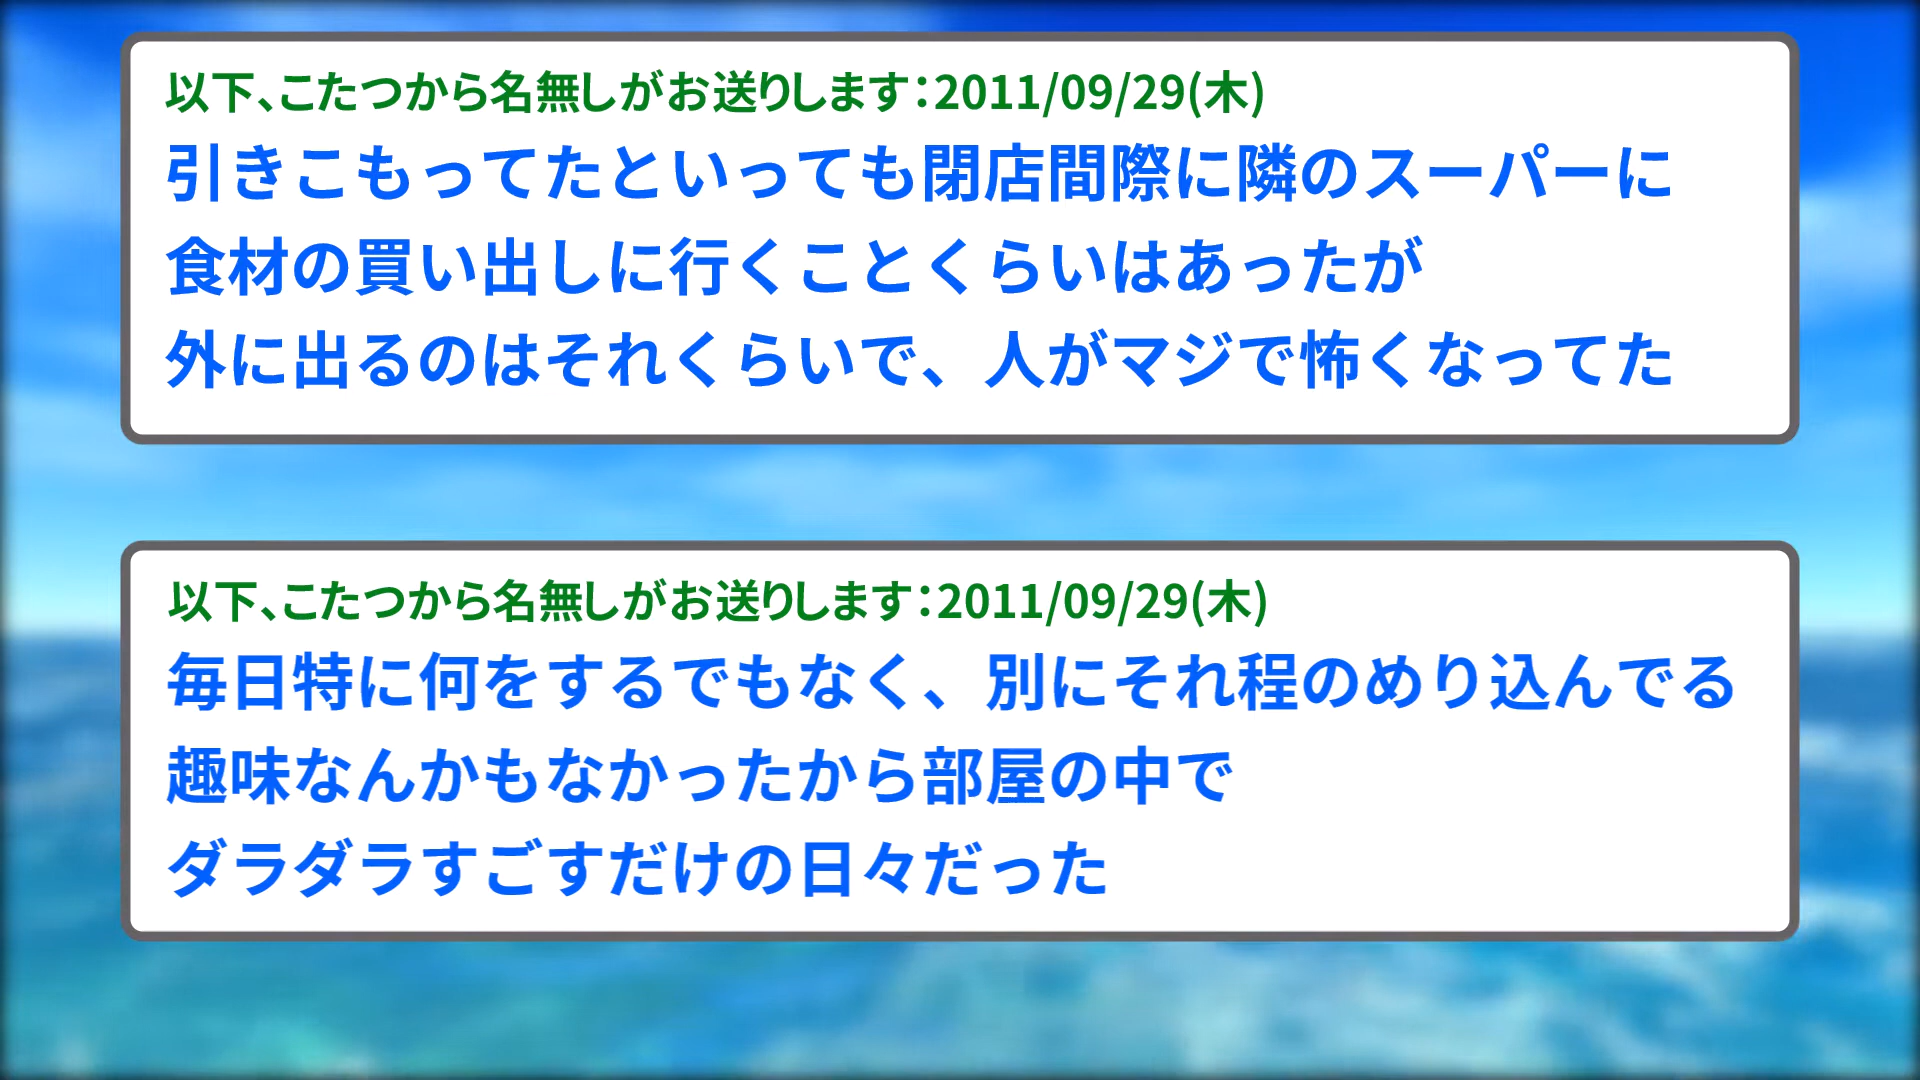 以下、こたつから名無しがお送りします：2011/09/29(木)
引きこもってたといっても閉店間際に隣のスーパーに
食材の買い出しに行くことくらいはあったが
外に出るのはそれくらいで、人がマジで怖くなってた
以下、こたつから名無しがお送りします：2011/09/29(木)
毎日特に何をするでもなく、別にそれ程のめり込んでる
趣味なんかもなかったから部屋の中で
ダラダラすごすだけの日々だった